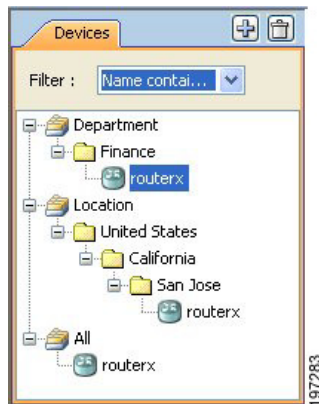 Devices
Filter : Name contai...
Department
Finance
routerx
Location
United States
California
San Jose
routerx
All
routerx
197283